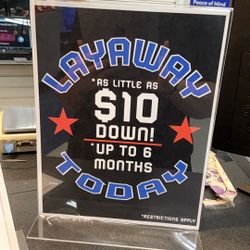 Peace of Mind
LAYAWAY
*AS LITTLE AS
$10
DOWN!
*UP TO 6
MONTHS
TODAY
*RESTRICTIONS APPLY